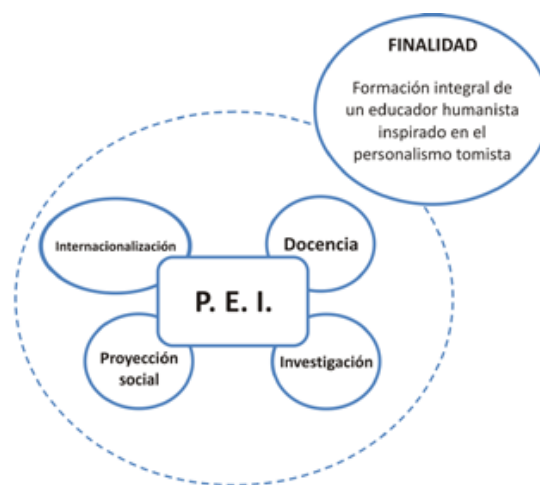 FINALIDAD
Formación integral de
un educador humanista
inspirado en el
personalismo tomista
Internacionalización
Docencia
P. E. I.
Proyección
social
Investigación